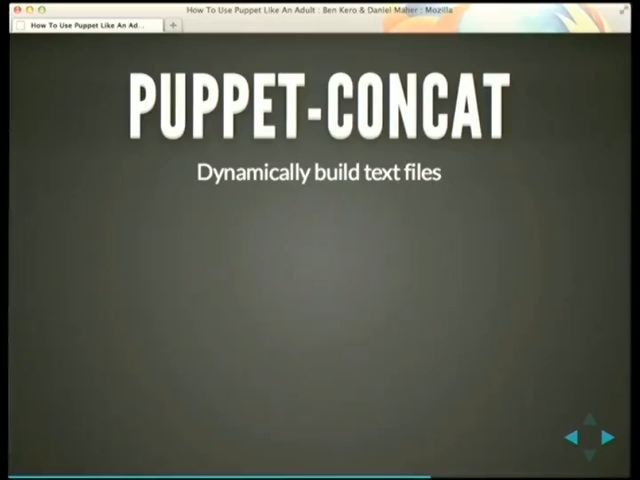 How To Use Puppet Like An Adult : Ben Kero & Daniel Maher : Mozilla
How To Use Puppet Like An Ad...
PUPPET-CONCAT
Dynamically build text files